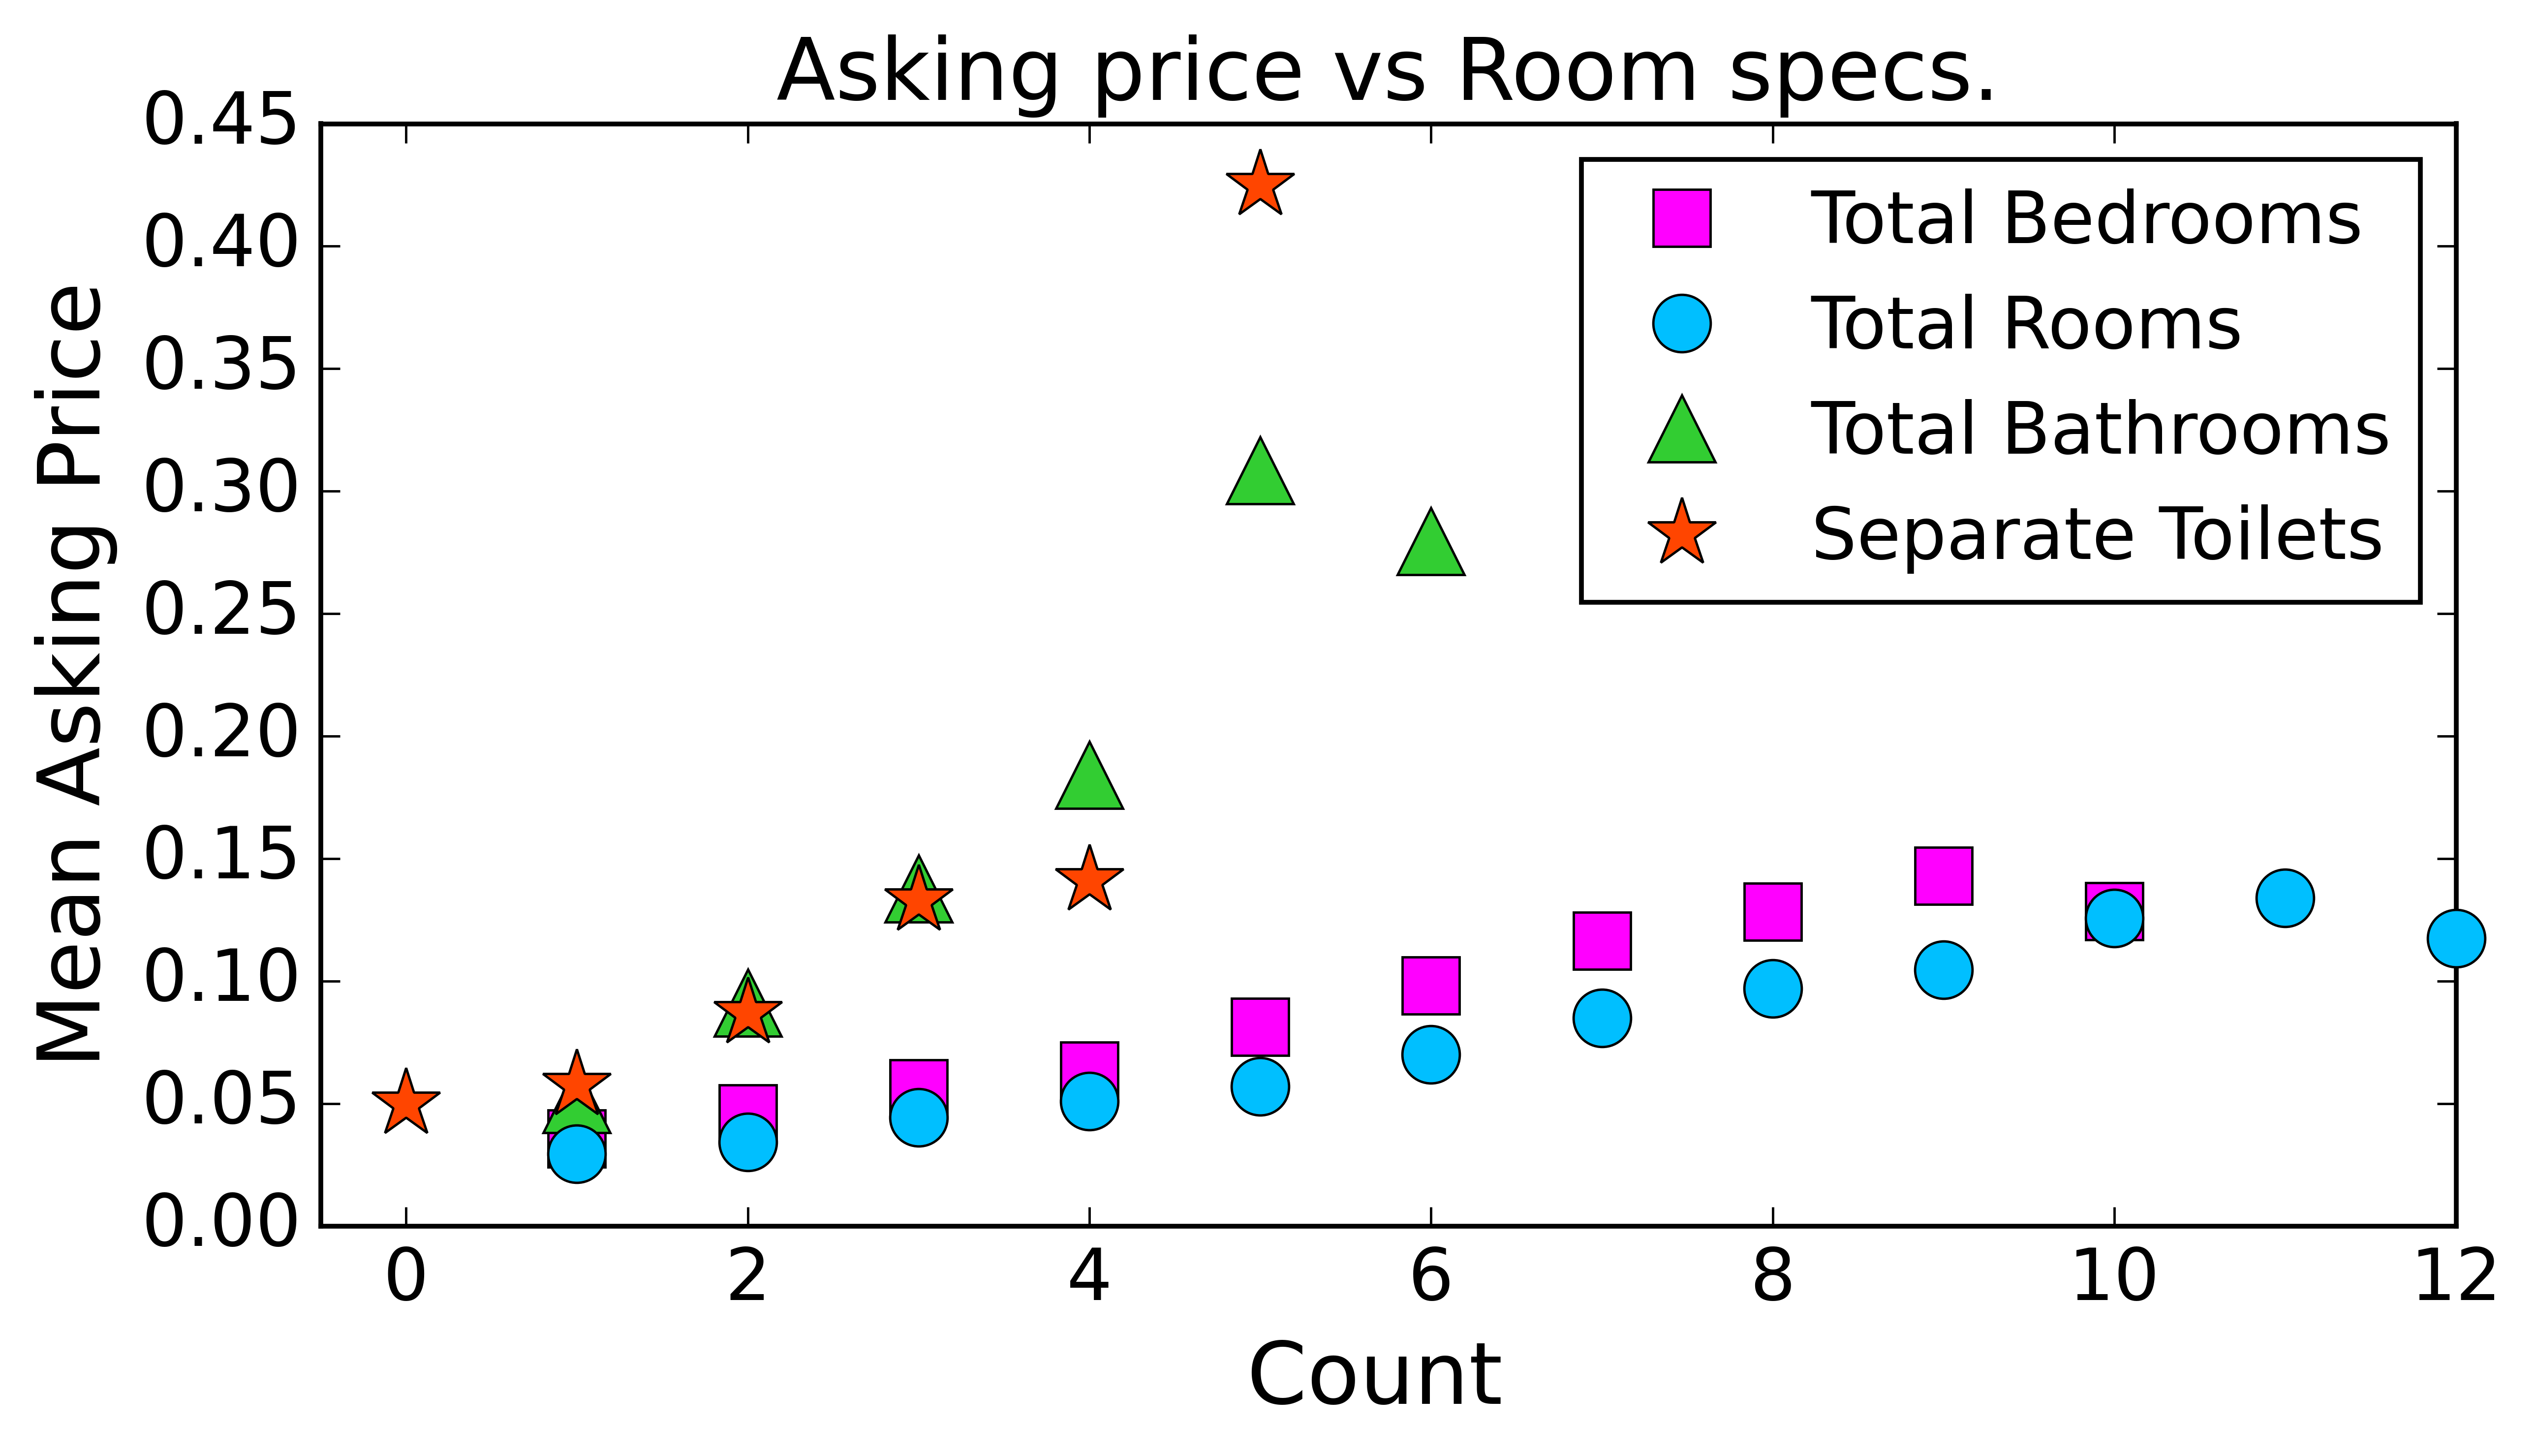 Asking price vs Room specs.
0.45
0.40
0.35
0.30
0.25
0.20
0.15
0.10
0.05
0.00
Mean Asking Price
Total Bedrooms
Total Rooms
Total Bathrooms
Separate Toilets
0 2 4 6 8 10 12
Count